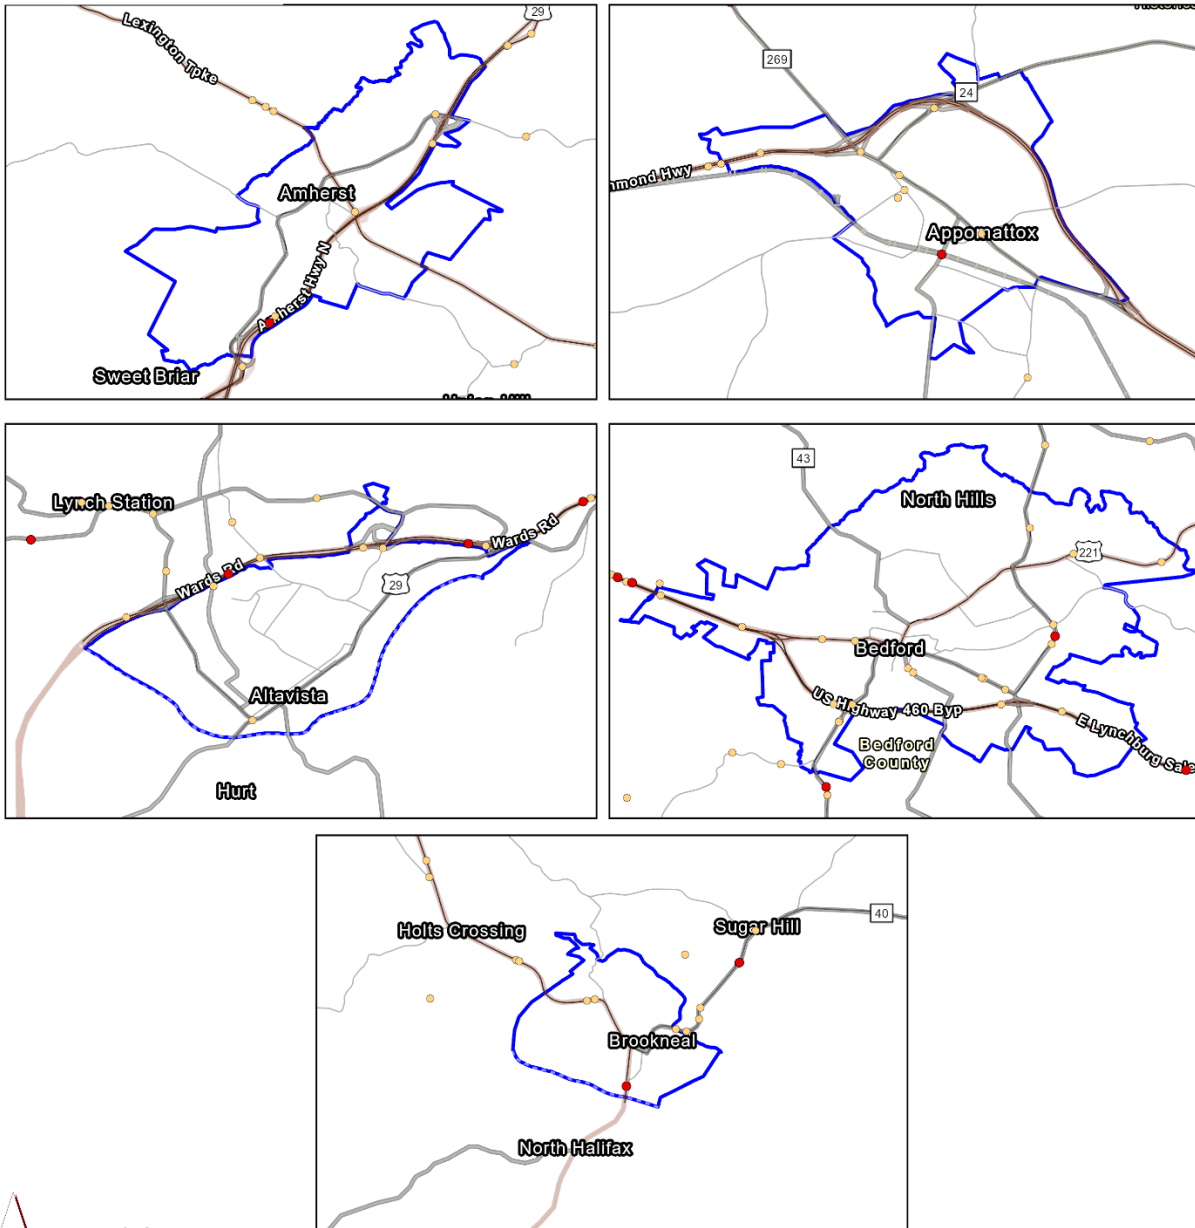 29
Lexington Tpke
Amherst
Amherst Hwy N
Sweet Briar
269
24
Appomattox
Lynch Station
Wards Rd
Wards Rd
29
Altavista
Hurt
43
North Hills
221
Bedford
US Highway 460 Byp
E Lynchburg Sale
Bedford
County
Holts Crossing
Sugar Hill
40
Brookneal
North Halifax